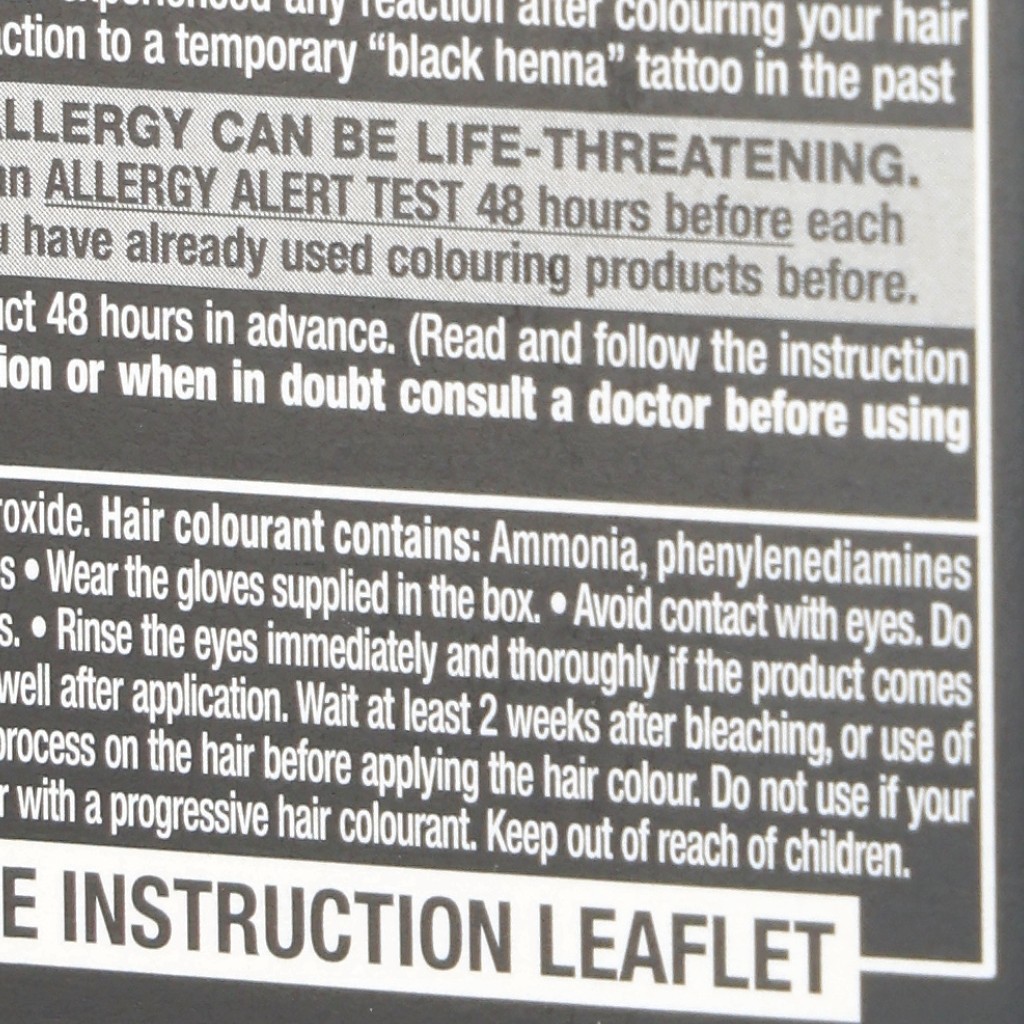 experienced any reaction after colouring your hair
to a temporary “black henna” tattoo in the past
ALLERGY CAN BE LIFE-THREATENING.
ALLERGY ALERT TEST 48 hours before each
have already used colouring products before.
48 hours in advance. (Read and follow the instruction
or when in doubt consult a doctor before using
Hair colourant contains: Ammonia, phenylenediamines
• Wear the gloves supplied in the box. • Avoid contact with eyes. Do
• Rinse the eyes immediately and thoroughly if the product comes
well after application. Wait at least 2 weeks after bleaching, or use of
process on the hair before applying the hair colour. Do not use if your
with a progressive hair colourant. Keep out of reach of children.
INSTRUCTION LEAFLET